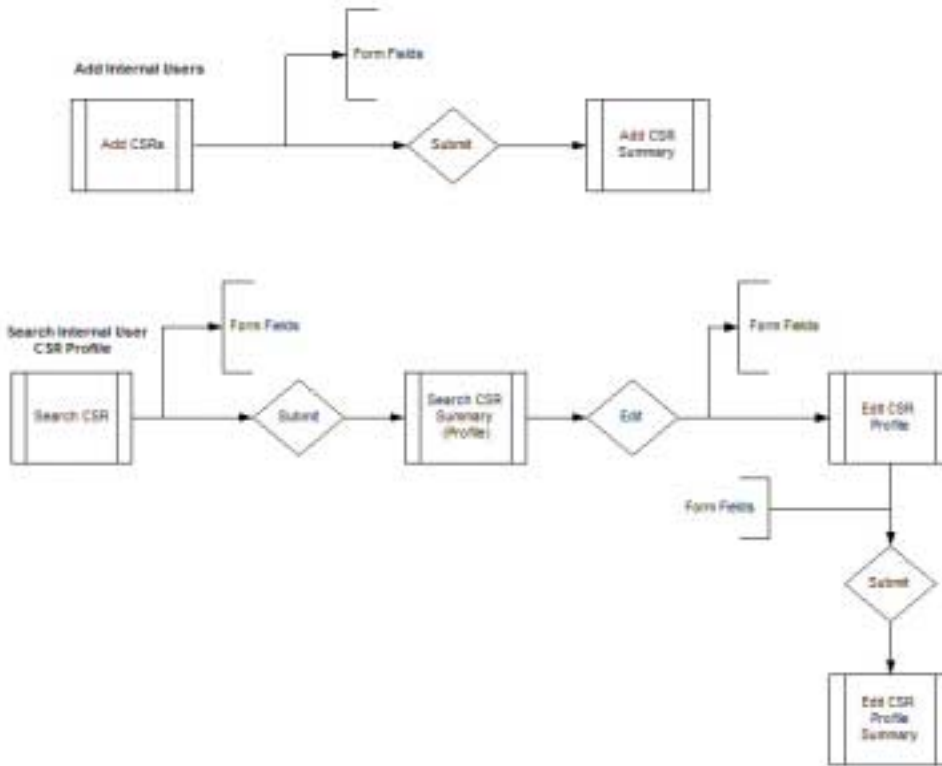 Form Fields
Add Internal Users
Add CSRs
Submit
Add CSR
Summary
Form Fields
Form Fields
Search Internal User
CSR Profile
Search CSR
Submit
Search CSR
Summary
(Profile)
Edit
Edit CSR
Profile
Form Fields
Submit
Edit CSR
Profile
Summary